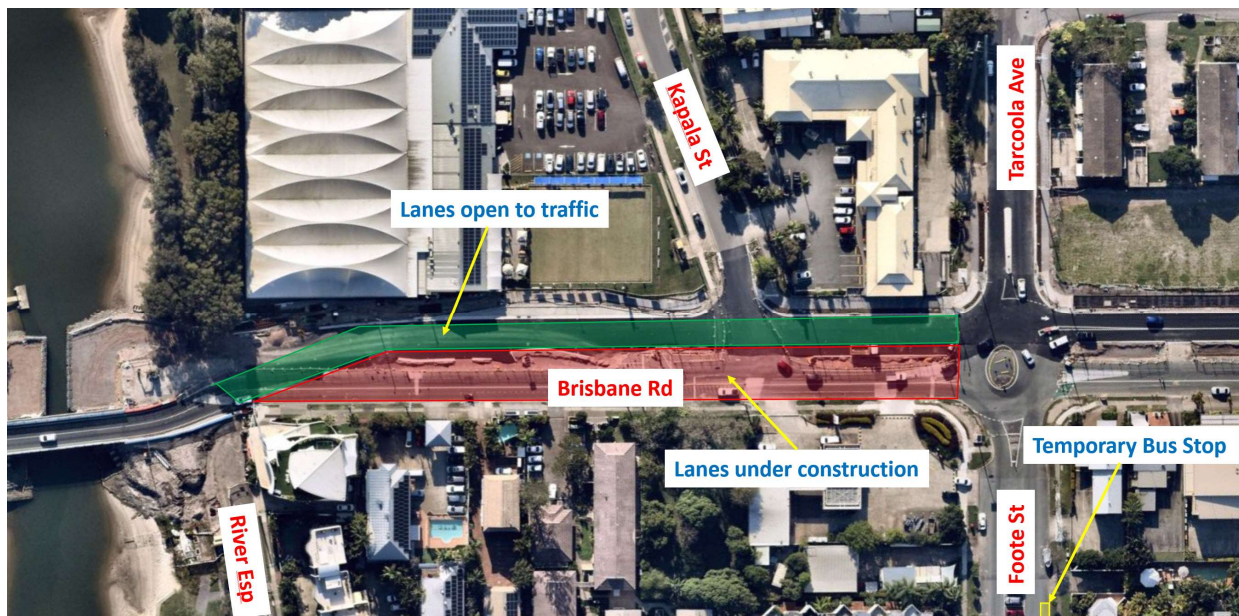 Kapala St
Tarcoola Ave
Lanes open to traffic
Brisbane Rd
Lanes under construction
Temporary Bus Stop
River Esp
Foote St